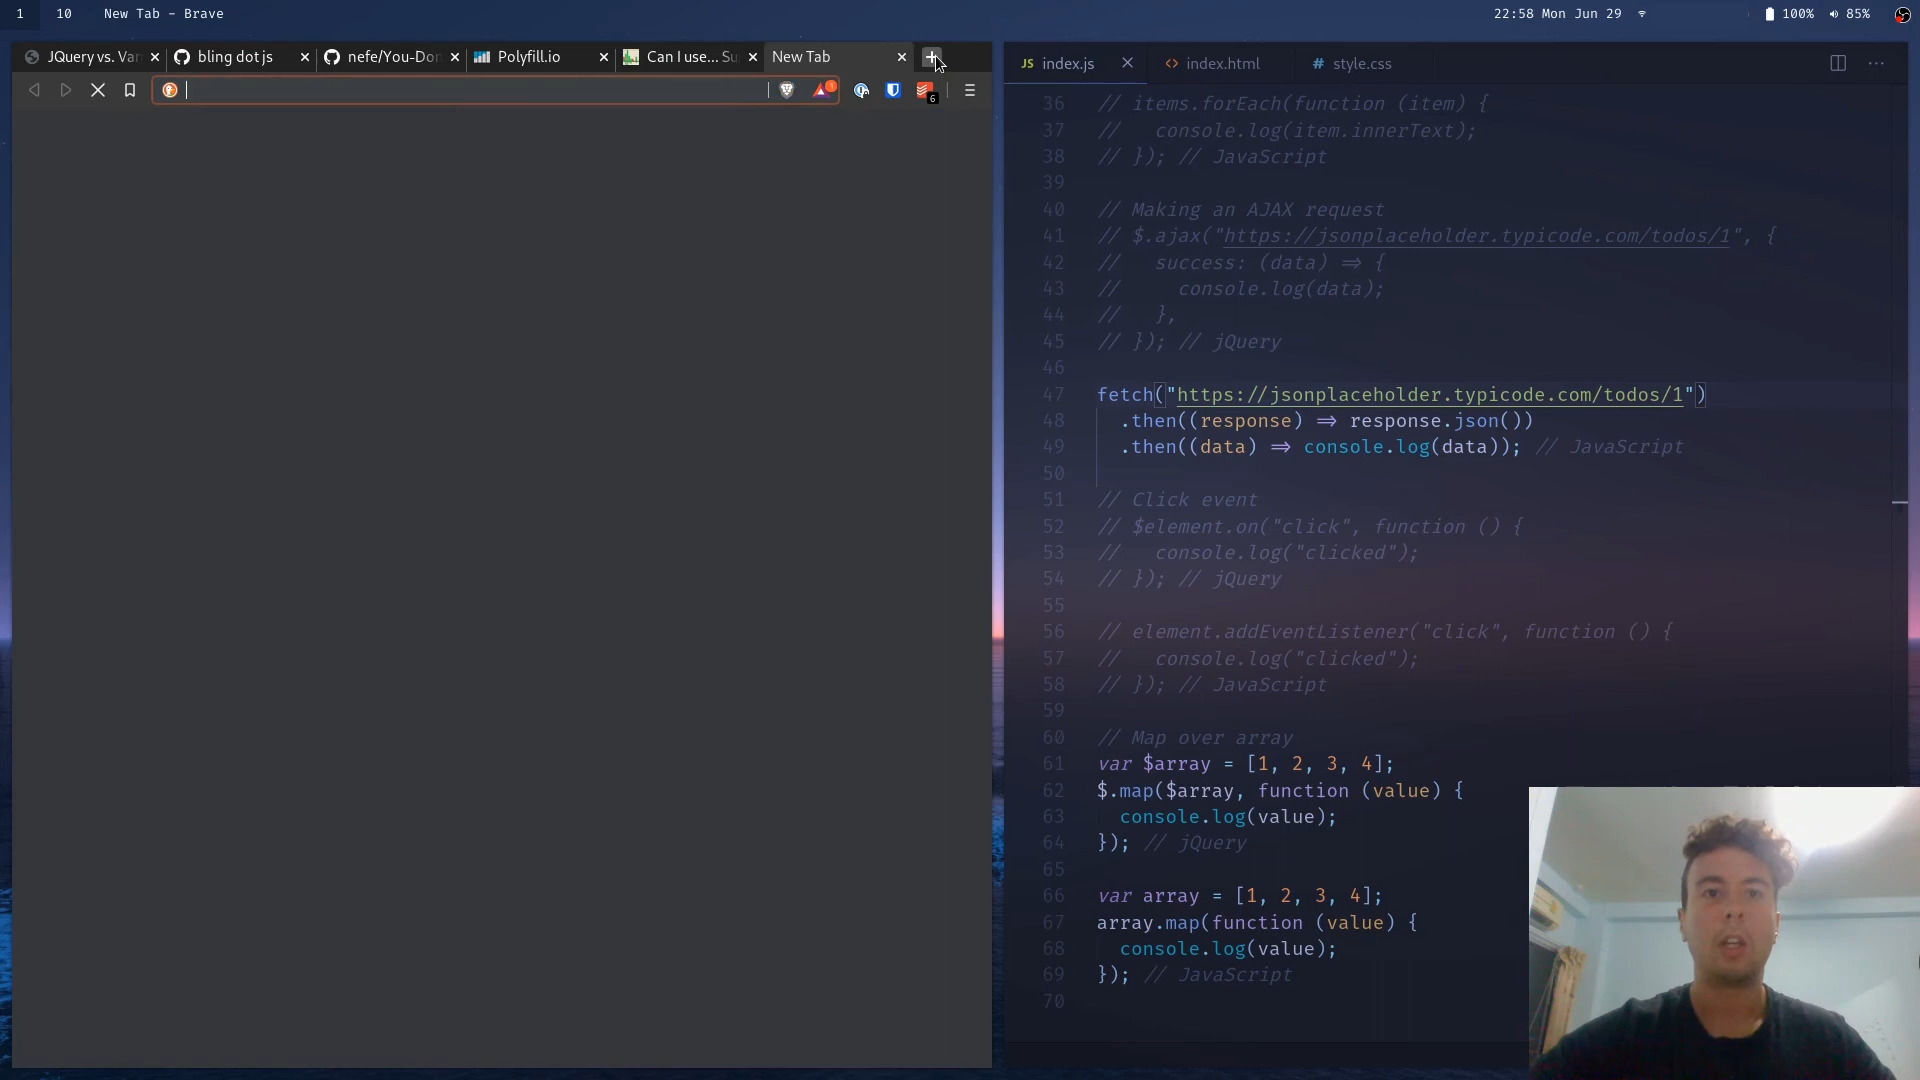 1 10 New Tab - Brave 22:58 Mon Jun 29 100% 85%
JQuery vs. Van bling dot js nefe/You-Don Polyfill.io Can I use... Su New Tab
1
6
index.js index.html style.css
36 // items.forEach(function (item) {
37 //   console.log(item.innerText);
38 // }); // JavaScript
39
40 // Making an AJAX request
41 // $.ajax("https://jsonplaceholder.typicode.com/todos/1", {
42 //   success: (data) => {
43 //     console.log(data);
44 //   },
45 // }); // jQuery
46
47 fetch("https://jsonplaceholder.typicode.com/todos/1")
48   .then((response) => response.json())
49   .then((data) => console.log(data)); // JavaScript
50
51 // Click event
52 // $element.on("click", function () {
53 //   console.log("clicked");
54 // }); // jQuery
55
56 // element.addEventListener("click", function () {
57 //   console.log("clicked");
58 // }); // JavaScript
59
60 // Map over array
61 var $array = [1, 2, 3, 4];
62 $.map($array, function (value) {
63   console.log(value);
64 }); // jQuery
65
66 var array = [1, 2, 3, 4];
67 array.map(function (value) {
68   console.log(value);
69 }); // JavaScript
70